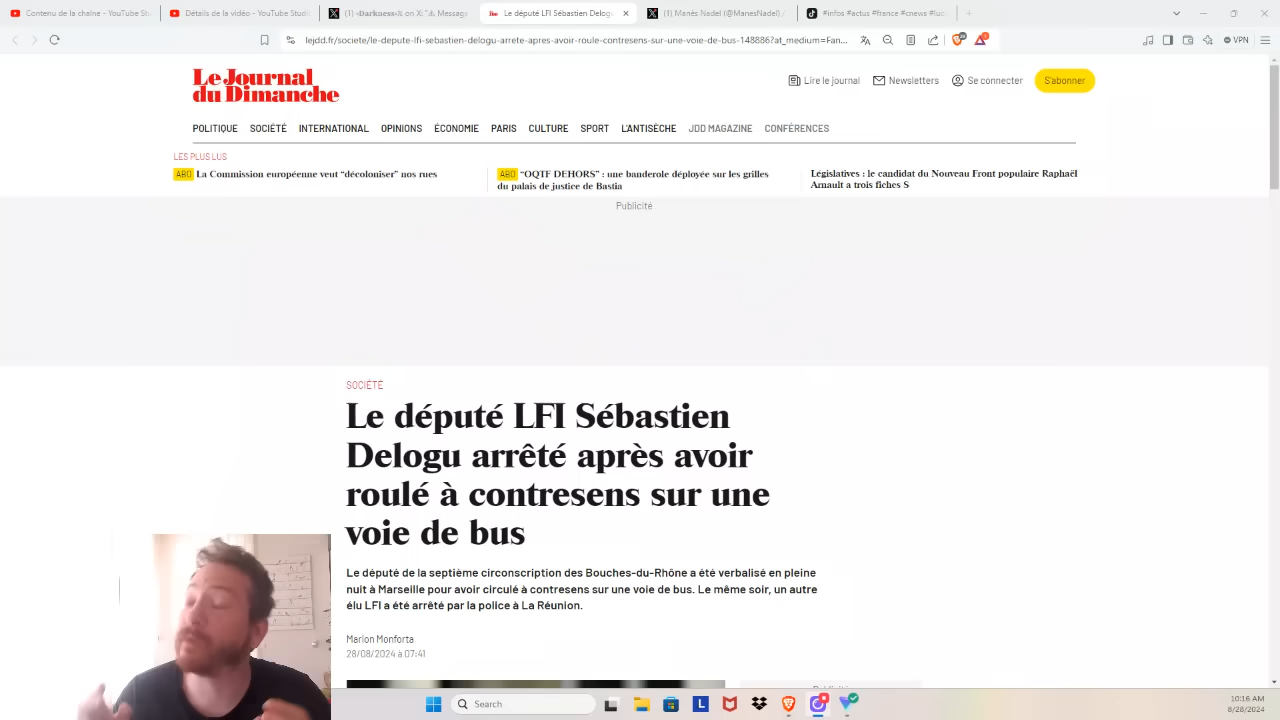 Contenu de la chaîne - YouTube Stu
Détails de la vidéo - YouTube Studi
(1) -Darkness- X on X: "JL Message
Le député LFI Sébastien Delog
(1) Manès Nadel (@ManesNadel) /
#infos #actus #france #news #luc
lejdd.fr/societe/le-depute-lfi-sebastien-delogu-arrete-apres-avoir-roule-contresens-sur-une-voie-de-bus-148886?at_medium=Fan...
VPN
Le Journal
du Dimanche
Lire le journal
Newsletters
Se connecter
S'abonner
POLITIQUE SOCIÉTÉ INTERNATIONAL OPINIONS ÉCONOMIE PARIS CULTURE SPORT L'ANTISÈCHE JDD MAGAZINE CONFÉRENCES
LES PLUS LUS
ABO La Commission européenne veut “décoloniser” nos rues
ABO “OQTF DEHORS” : une banderole déployée sur les grilles
du palais de justice de Bastia
Législatives : le candidat du Nouveau Front populaire Raphaël
Arnault a trois fiches S
Publicité
SOCIÉTÉ
Le député LFI Sébastien
Delogu arrêté après avoir
roulé à contresens sur une
voie de bus
Le député de la septième circonscription des Bouches-du-Rhône a été verbalisé en pleine
nuit à Marseille pour avoir circulé à contresens sur une voie de bus. Le même soir, un autre
élu LFI a été arrêté par la police à La Réunion.
Marion Monforta
28/08/2024 à 07:41
Publicité
Search
10:16 AM
8/28/2024